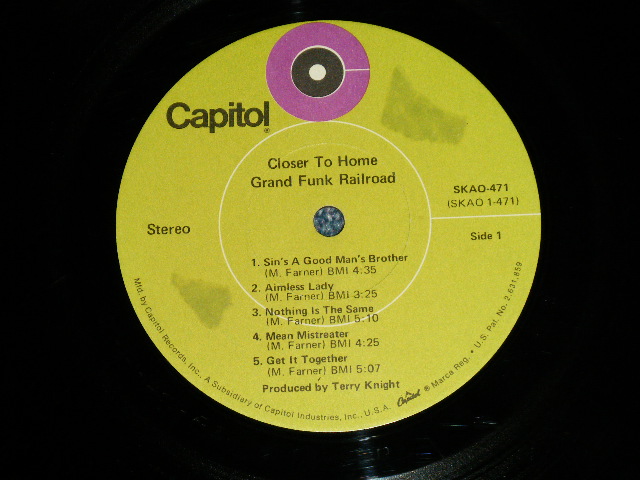 Capitol®
Closer To Home
Grand Funk Railroad
SKAO-471
(SKAO 1-471)
Stereo
Side 1
1. Sin's A Good Man's Brother
(M. Farner) BMI 4:35
2. Aimless Lady
(M. Farner) BMI 3:25
3. Nothing Is The Same
(M. Farner) BMI 5:10
4. Mean Mistreater
(M. Farner) BMI 4:25
5. Get It Together
(M. Farner) BMI 5:07
Produced by Terry Knight
Mfd. by Capitol Records, Inc., A Subsidiary of Capitol Industries, Inc., U.S.A. Capitol ® Marca Reg. • U.S. Pat. No. 2,631,859